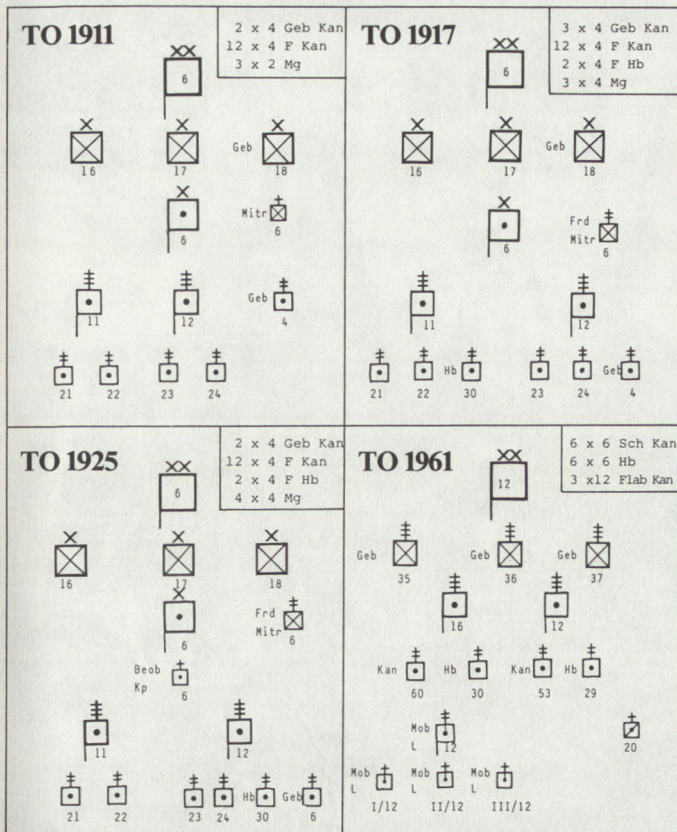 TO 1911
2 x 4 Geb Kan
12 x 4 F Kan
3 x 2 Mg
6
Geb
16 17 18
6
Mitr
6
11 12
Geb
4
21 22 23 24
TO 1917
3 x 4 Geb Kan
12 x 4 F Kan
2 x 4 F Hb
3 x 4 Mg
6
Geb
16 17 18
6
Frd
Mitr
6
11 12
Hb Geb
21 22 30 23 24 4
TO 1925
2 x 4 Geb Kan
12 x 4 F Kan
2 x 4 F Hb
4 x 4 Mg
6
16 17 18
6
Frd
Mitr
6
Beob
Kp
6
11 12
Hb Geb
21 22 23 24 30 6
TO 1961
6 x 6 Sch Kan
6 x 6 Hb
3 x12 Flab Kan
12
Geb Geb Geb
35 36 37
16 12
Kan Hb Kan Hb
60 30 53 29
Mob
L
12
20
Mob Mob Mob
L L L
I/12 II/12 III/12